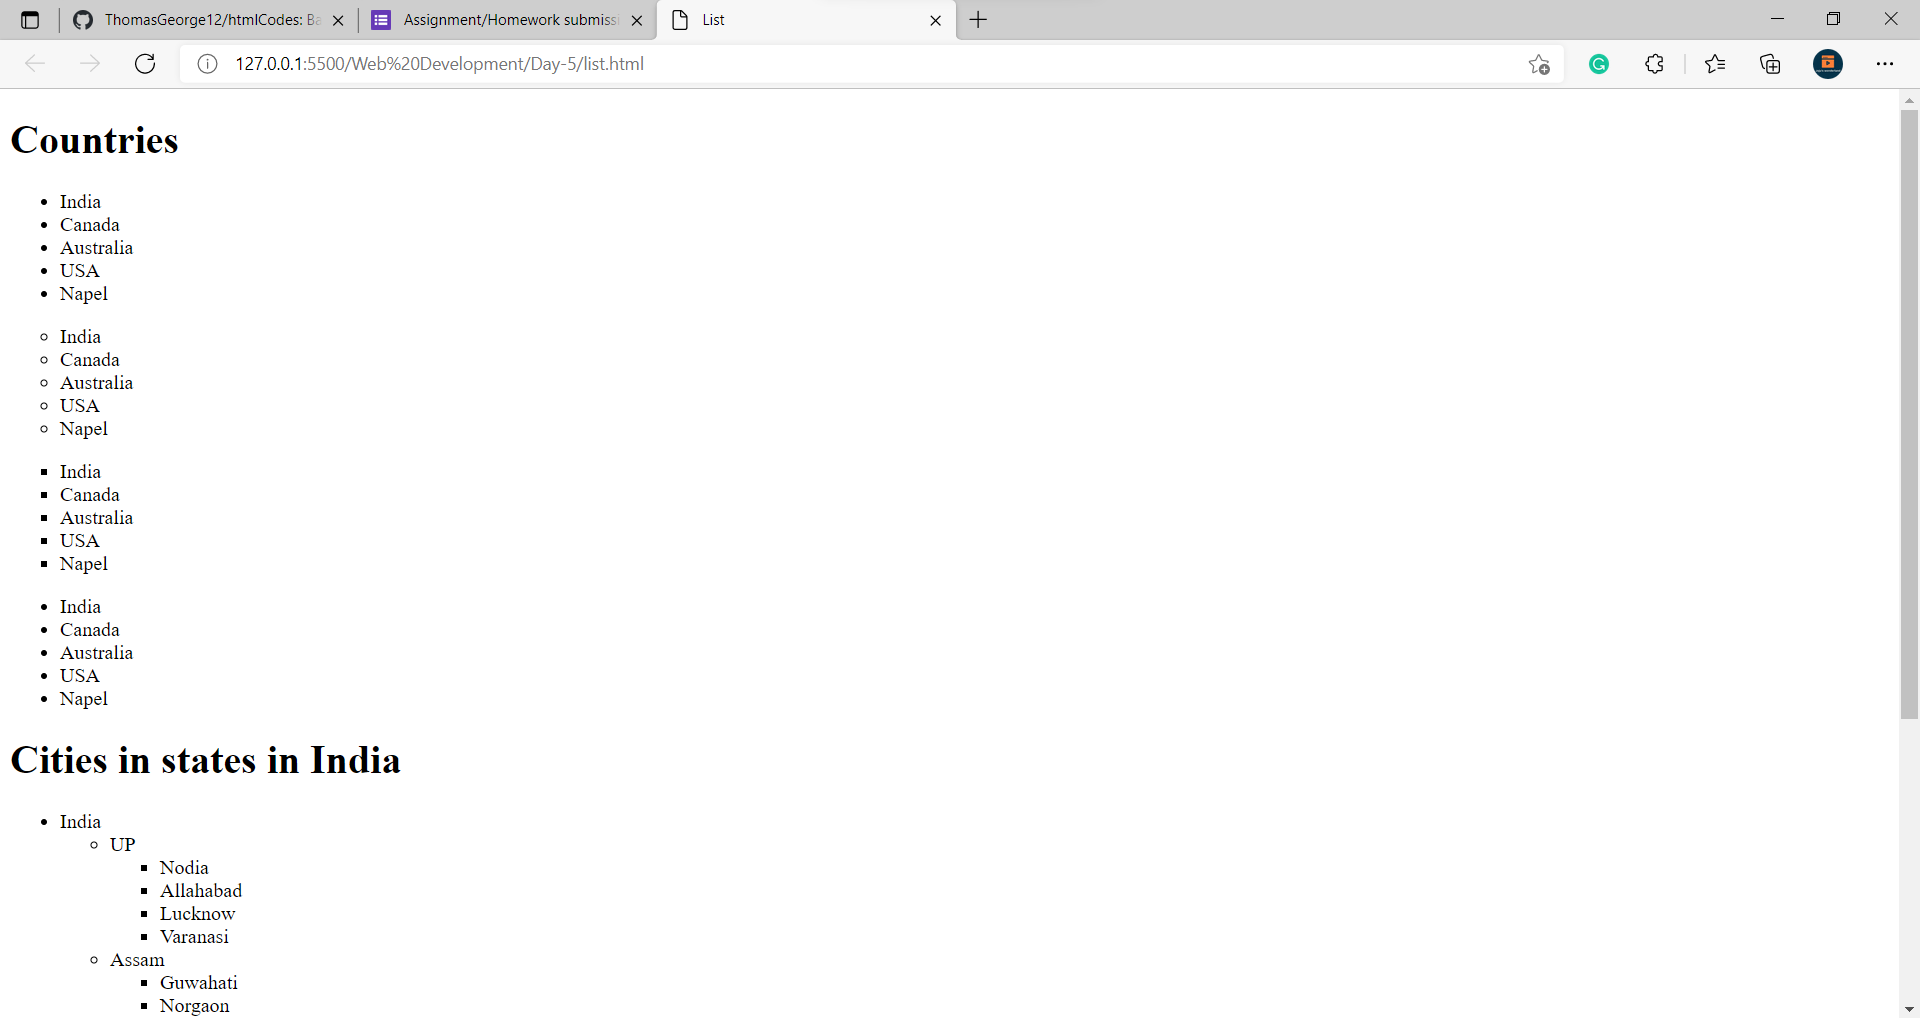 ThomasGeorge12/htmlCodes: Ba
Assignment/Homework submissi
List
127.0.0.1:5500/Web%20Development/Day-5/list.html
Countries
India
Canada
Australia
USA
Napel
India
Canada
Australia
USA
Napel
India
Canada
Australia
USA
Napel
India
Canada
Australia
USA
Napel
Cities in states in India
India
UP
Nodia
Allahabad
Lucknow
Varanasi
Assam
Guwahati
Norgaon